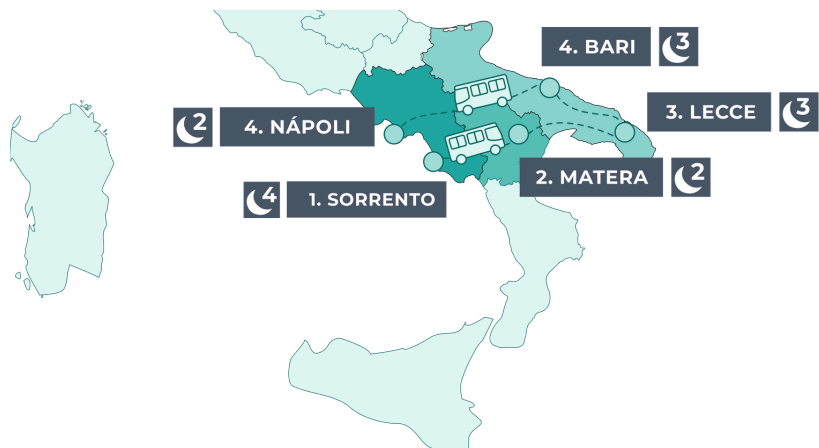 4. BARI 3
3. LECCE 3
2 4. NÁPOLI
2. MATERA 2
4 1. SORRENTO